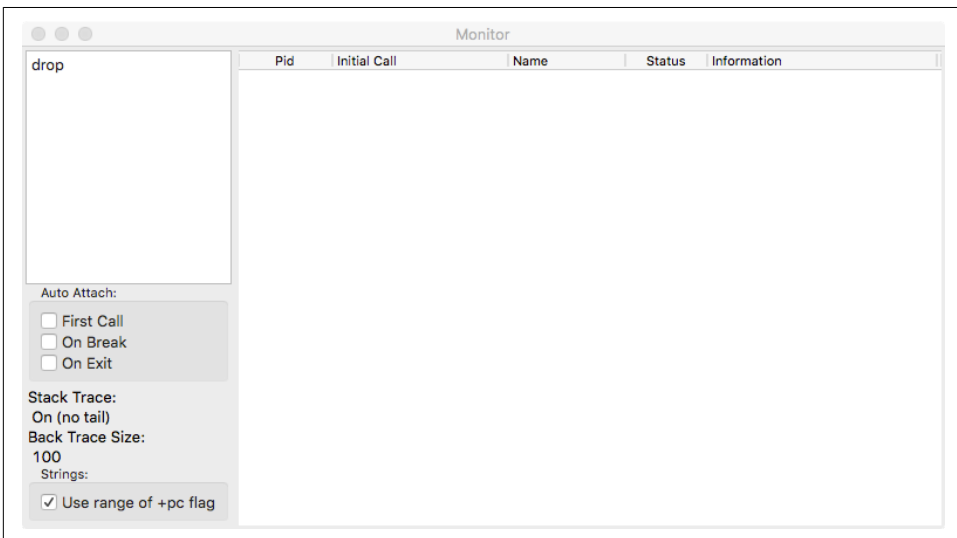 Monitor
drop
Pid Initial Call Name Status Information
Auto Attach:
First Call
On Break
On Exit
Stack Trace:
On (no tail)
Back Trace Size:
100
Strings:
Use range of +pc flag